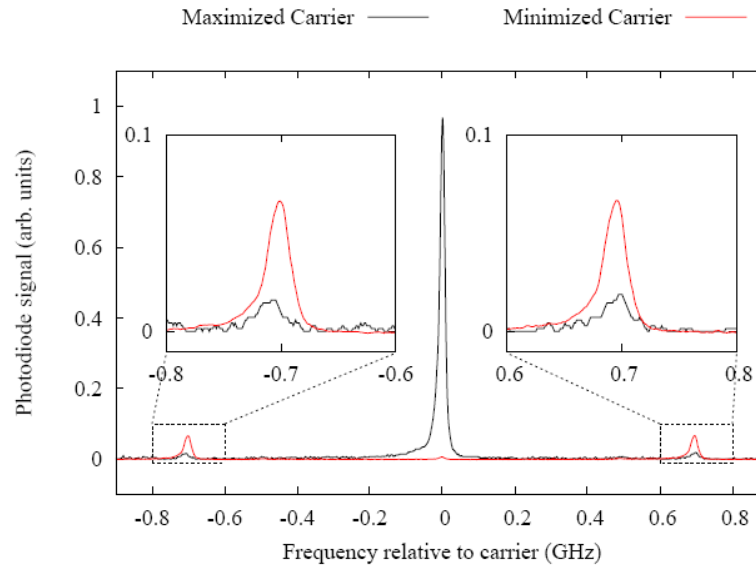 Maximized Carrier
Minimized Carrier
Photodiode signal (arb. units)
1
0.8
0.6
0.4
0.2
0
0.1
0
-0.8 -0.7 -0.6
0.1
0
0.6 0.7 0.8
-0.8 -0.6 -0.4 -0.2 0 0.2 0.4 0.6 0.8
Frequency relative to carrier (GHz)